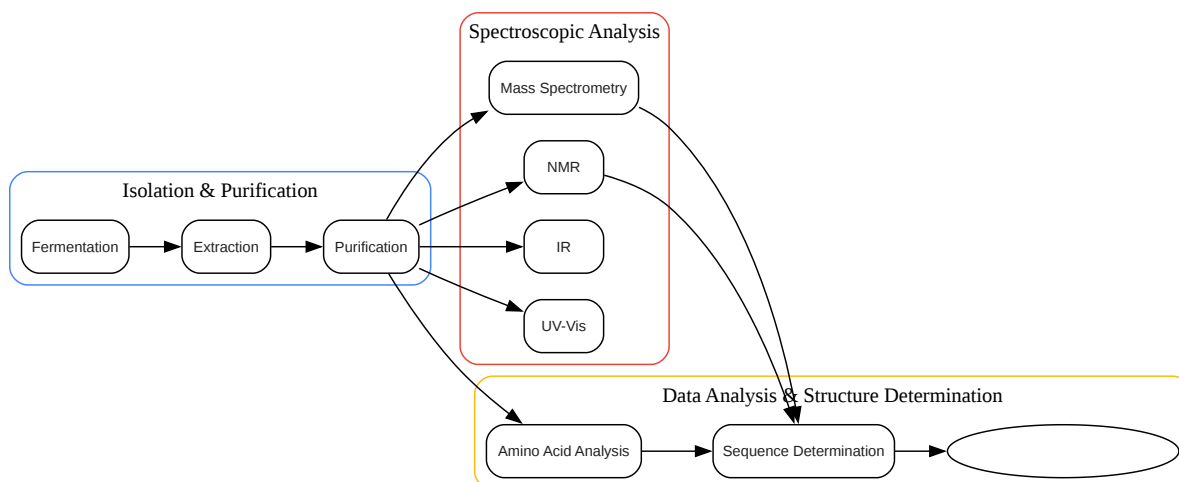 Spectroscopic Analysis
Mass Spectrometry
NMR
Isolation & Purification
Fermentation
Extraction
Purification
IR
UV-Vis
Data Analysis & Structure Determination
Amino Acid Analysis
Sequence Determination